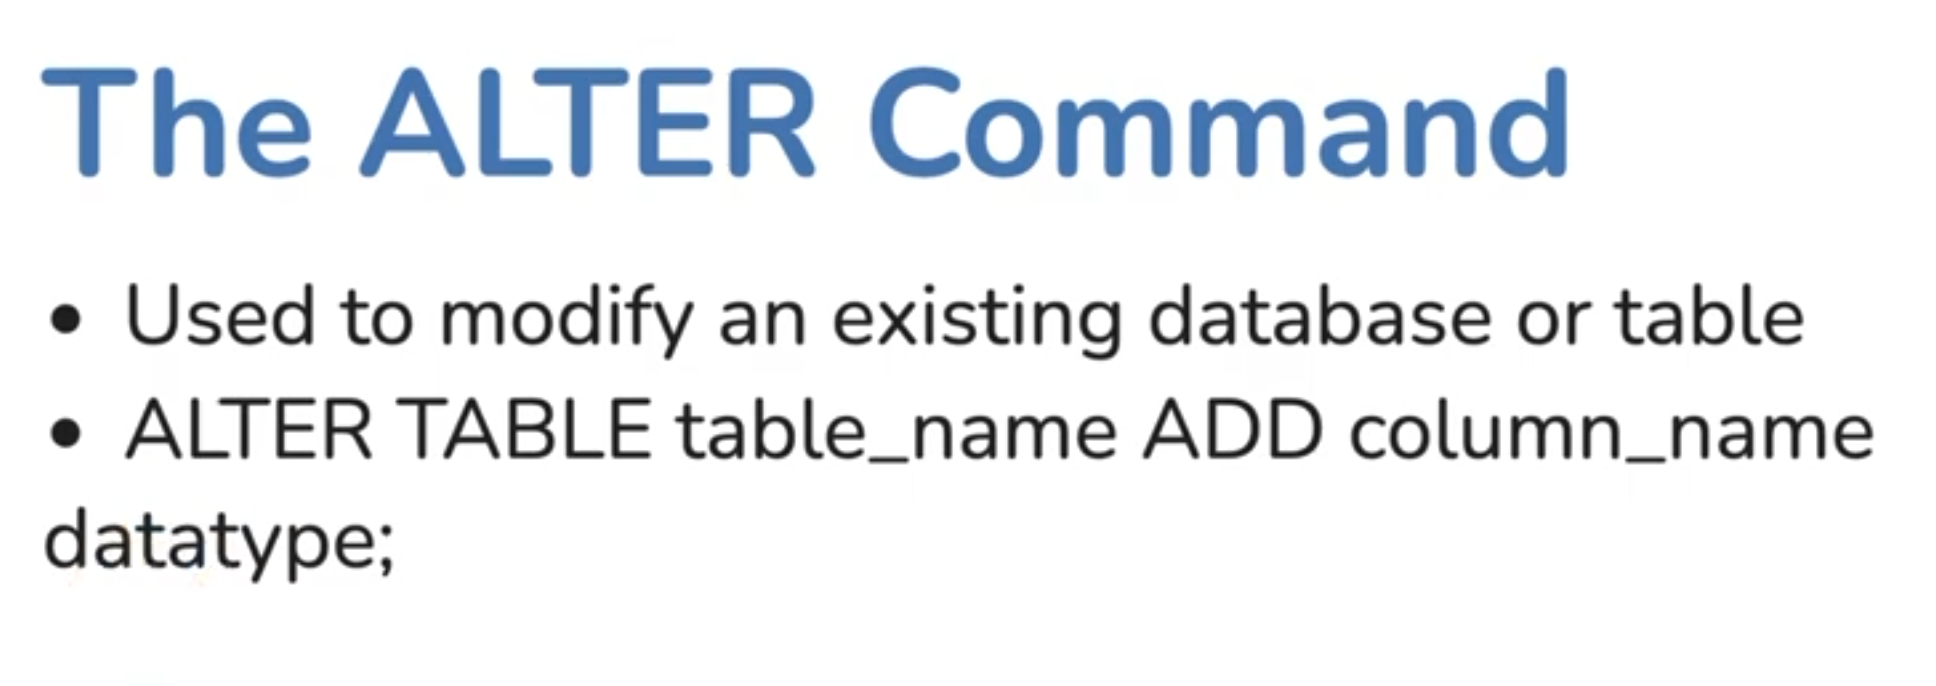 The ALTER Command
• Used to modify an existing database or table
• ALTER TABLE table_name ADD column_name
datatype;